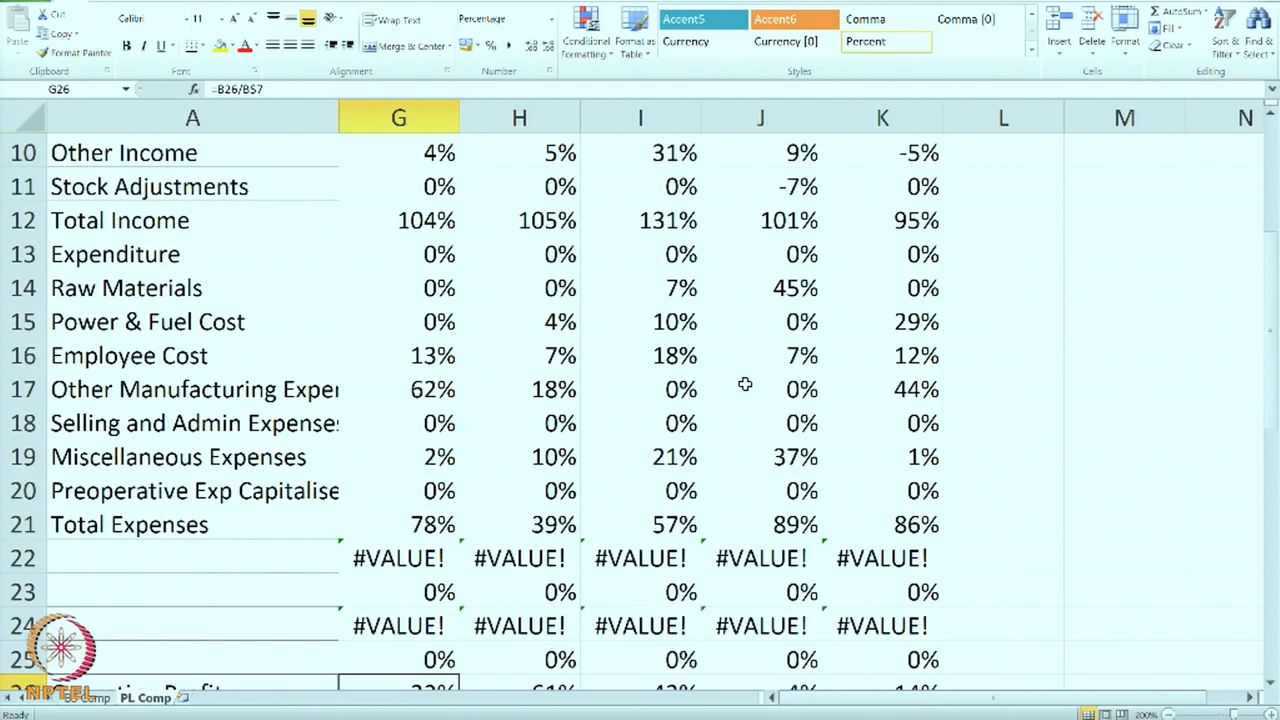 Cut
Copy
Format Painter
Paste
Clipboard
Calibri 11 A A
B I U A
Font
Wrap Text
Merge & Center
Alignment
Percentage
%
Number
Conditional Formatting
Format as Table
Accent5 Accent6 Comma Comma [0]
Currency Currency [0] Percent
Styles
Insert Delete Format
Cells
Σ AutoSum
Fill
Clear
Sort & Filter
Find & Select
Editing
G26 fx =B26/B$7
A G H I J K L M N
10 Other Income 4% 5% 31% 9% -5%
11 Stock Adjustments 0% 0% 0% -7% 0%
12 Total Income 104% 105% 131% 101% 95%
13 Expenditure 0% 0% 0% 0% 0%
14 Raw Materials 0% 0% 7% 45% 0%
15 Power & Fuel Cost 0% 4% 10% 0% 29%
16 Employee Cost 13% 7% 18% 7% 12%
17 Other Manufacturing Exper 62% 18% 0% 0% 44%
18 Selling and Admin Expenses 0% 0% 0% 0% 0%
19 Miscellaneous Expenses 2% 10% 21% 37% 1%
20 Preoperative Exp Capitalise 0% 0% 0% 0% 0%
21 Total Expenses 78% 39% 57% 89% 86%
22 #VALUE! #VALUE! #VALUE! #VALUE! #VALUE!
23 0% 0% 0% 0% 0%
24 #VALUE! #VALUE! #VALUE! #VALUE! #VALUE!
25 0% 0% 0% 0% 0%
NPTEL
Comp PL Comp
Ready 200%